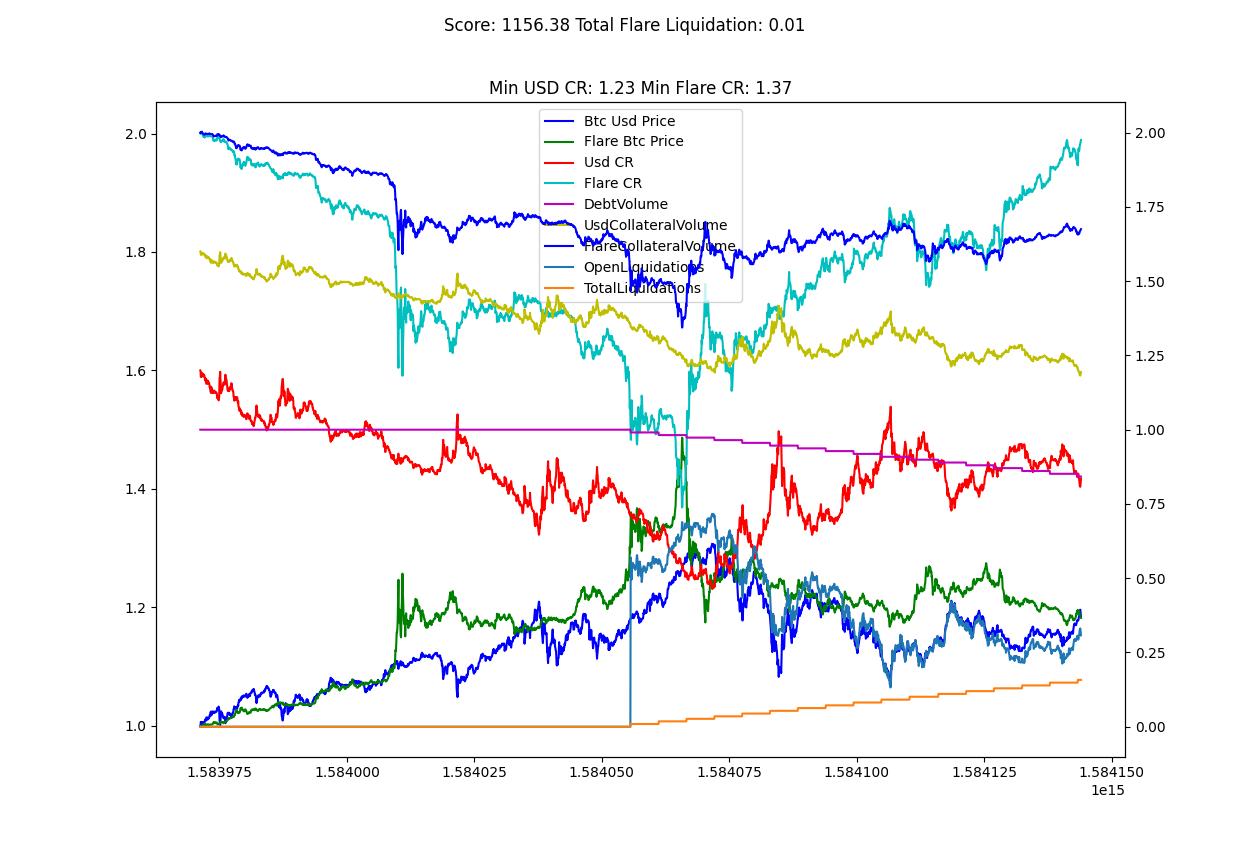 Score: 1156.38 Total Flare Liquidation: 0.01
Min USD CR: 1.23 Min Flare CR: 1.37
Btc Usd Price
Flare Btc Price
Usd CR
Flare CR
DebtVolume
UsdCollateralVolume
FlareCollateralVolume
OpenLiquidations
TotalLiquidations
2.0
1.8
1.6
1.4
1.2
1.0
2.00
1.75
1.50
1.25
1.00
0.75
0.50
0.25
0.00
1.583975 1.584000 1.584025 1.584050 1.584075 1.584100 1.584125 1.584150
1e15